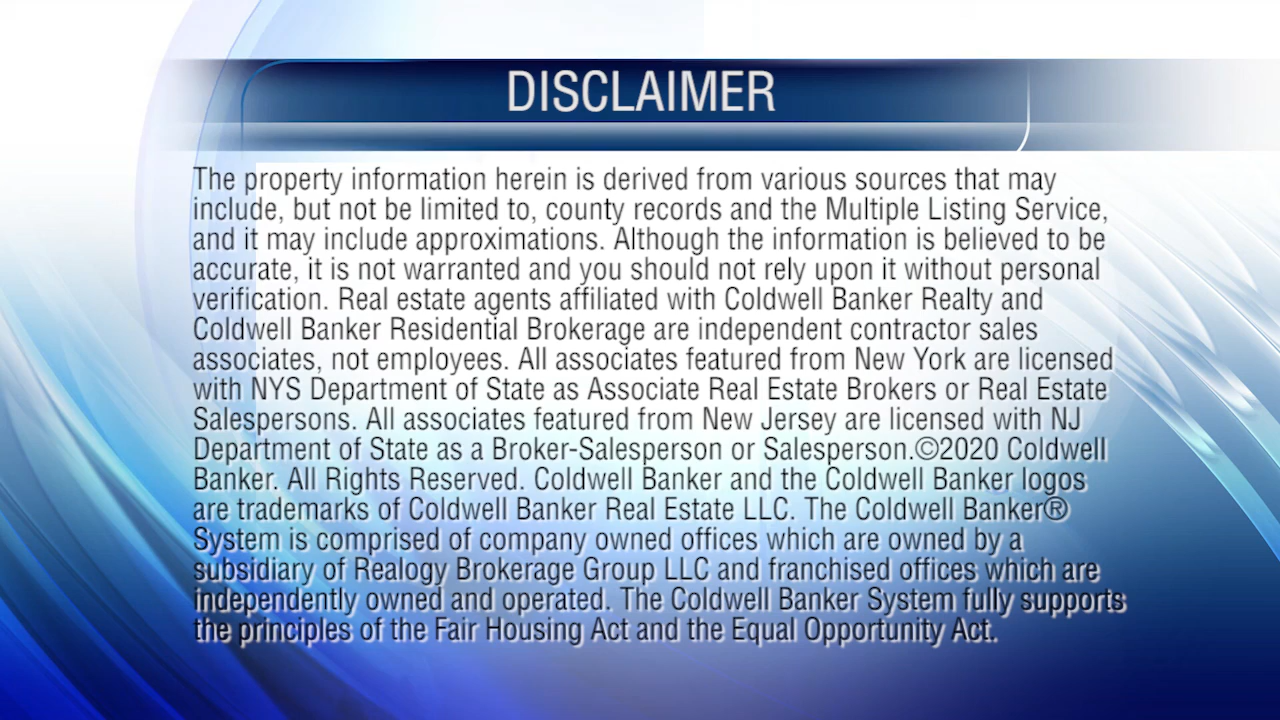 DISCLAIMER
The property information herein is derived from various sources that may
include, but not be limited to, county records and the Multiple Listing Service,
and it may include approximations. Although the information is believed to be
accurate, it is not warranted and you should not rely upon it without personal
verification. Real estate agents affiliated with Coldwell Banker Realty and
Coldwell Banker Residential Brokerage are independent contractor sales
associates, not employees. All associates featured from New York are licensed
with NYS Department of State as Associate Real Estate Brokers or Real Estate
Salespersons. All associates featured from New Jersey are licensed with NJ
Department of State as a Broker-Salesperson or Salesperson.©2020 Coldwell
Banker. All Rights Reserved. Coldwell Banker and the Coldwell Banker logos
are trademarks of Coldwell Banker Real Estate LLC. The Coldwell Banker®
System is comprised of company owned offices which are owned by a
subsidiary of Realogy Brokerage Group LLC and franchised offices which are
independently owned and operated. The Coldwell Banker System fully supports
the principles of the Fair Housing Act and the Equal Opportunity Act.